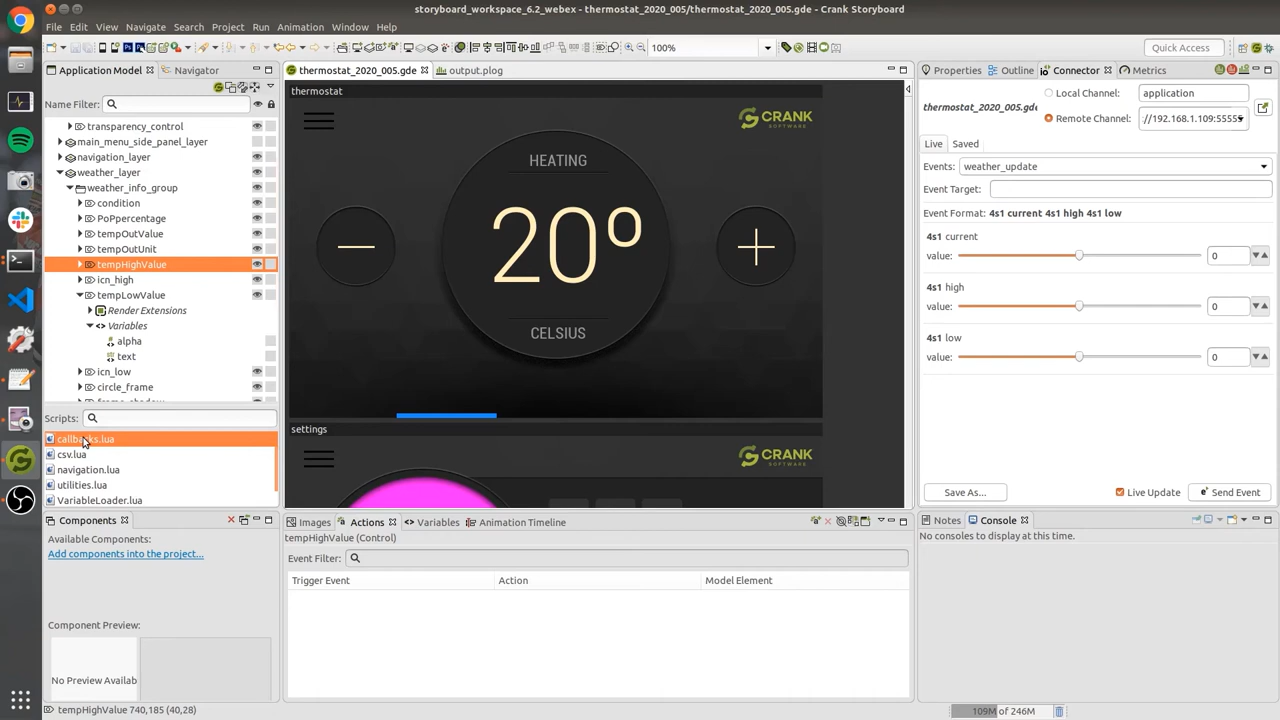 storyboard_workspace_6.2_webex - thermostat_2020_005/thermostat_2020_005.gde - Crank Storyboard
File Edit View Navigate Search Project Run Animation Window Help
100%
Quick Access
Application Model
Navigator
Name Filter:
transparency_control
main_menu_side_panel_layer
navigation_layer
weather_layer
weather_info_group
condition
PoPpercentage
tempOutValue
tempOutUnit
tempHighValue
icn_high
tempLowValue
Render Extensions
Variables
alpha
text
icn_low
circle_frame
Scripts:
callbacks.lua
csv.lua
navigation.lua
utilities.lua
VariableLoader.lua
Components
Available Components:
Add components into the project...
Component Preview:
No Preview Availab
tempHighValue 740,185 (40,28)
thermostat_2020_005.gde
output.plog
thermostat
CRANK
SOFTWARE
HEATING
20°
CELSIUS
settings
CRANK
SOFTWARE
Images
Actions
Variables
Animation Timeline
tempHighValue (Control)
Event Filter:
Trigger Event
Action
Model Element
Properties
Outline
Connector
Metrics
thermostat_2020_005.gde
Local Channel:
application
Remote Channel:
//192.168.1.109:55555
Live
Saved
Events:
weather_update
Event Target:
Event Format: 4s1 current 4s1 high 4s1 low
4s1 current
value:
0
4s1 high
value:
0
4s1 low
value:
0
Save As...
Live Update
Send Event
Notes
Console
No consoles to display at this time.
109M of 246M